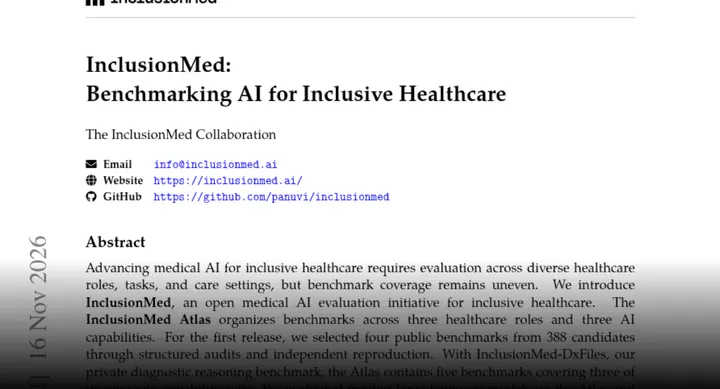 InclusionMed
InclusionMed:
Benchmarking AI for Inclusive Healthcare
The InclusionMed Collaboration
Email info@inclusionmed.ai
Website https://inclusionmed.ai/
GitHub https://github.com/panuvi/inclusionmed
16 Nov 2026
Abstract
Advancing medical AI for inclusive healthcare requires evaluation across diverse healthcare
roles, tasks, and care settings, but benchmark coverage remains uneven. We introduce
InclusionMed, an open medical AI evaluation initiative for inclusive healthcare. The
InclusionMed Atlas organizes benchmarks across three healthcare roles and three AI
capabilities. For the first release, we selected four public benchmarks from 388 candidates
through structured audits and independent reproduction. With InclusionMed-DxFiles, our
private diagnostic reasoning benchmark, the Atlas contains five benchmarks covering three of